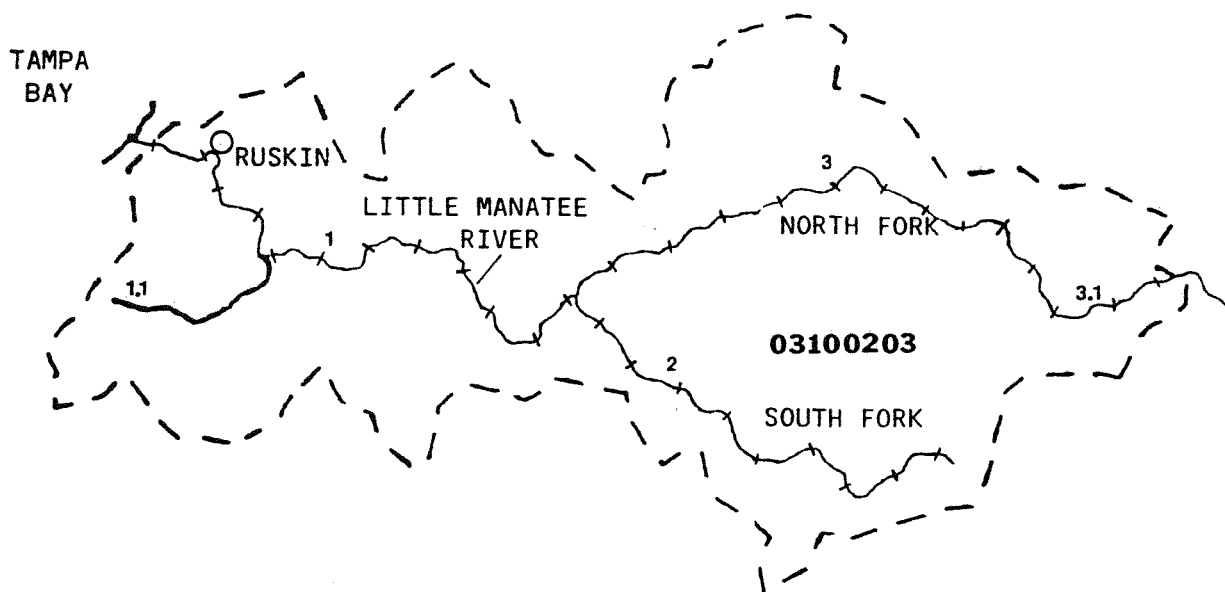 TAMPA
BAY
RUSKIN
3
LITTLE MANATEE
RIVER
1
NORTH FORK
1.1
3.1
03100203
2
SOUTH FORK